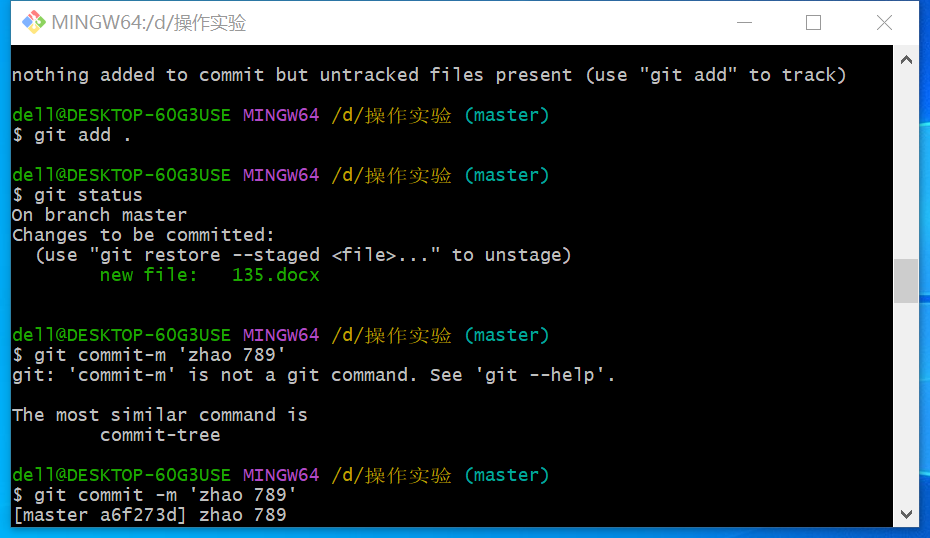 MINGW64:/d/操作实验
nothing added to commit but untracked files present (use "git add" to track)
dell@DESKTOP-60G3USE MINGW64 /d/操作实验 (master)
$ git add .
dell@DESKTOP-60G3USE MINGW64 /d/操作实验 (master)
$ git status
On branch master
Changes to be committed:
  (use "git restore --staged <file>..." to unstage)
        new file:   135.docx
dell@DESKTOP-60G3USE MINGW64 /d/操作实验 (master)
$ git commit-m 'zhao 789'
git: 'commit-m' is not a git command. See 'git --help'.
The most similar command is
        commit-tree
dell@DESKTOP-60G3USE MINGW64 /d/操作实验 (master)
$ git commit -m 'zhao 789'
[master a6f273d] zhao 789